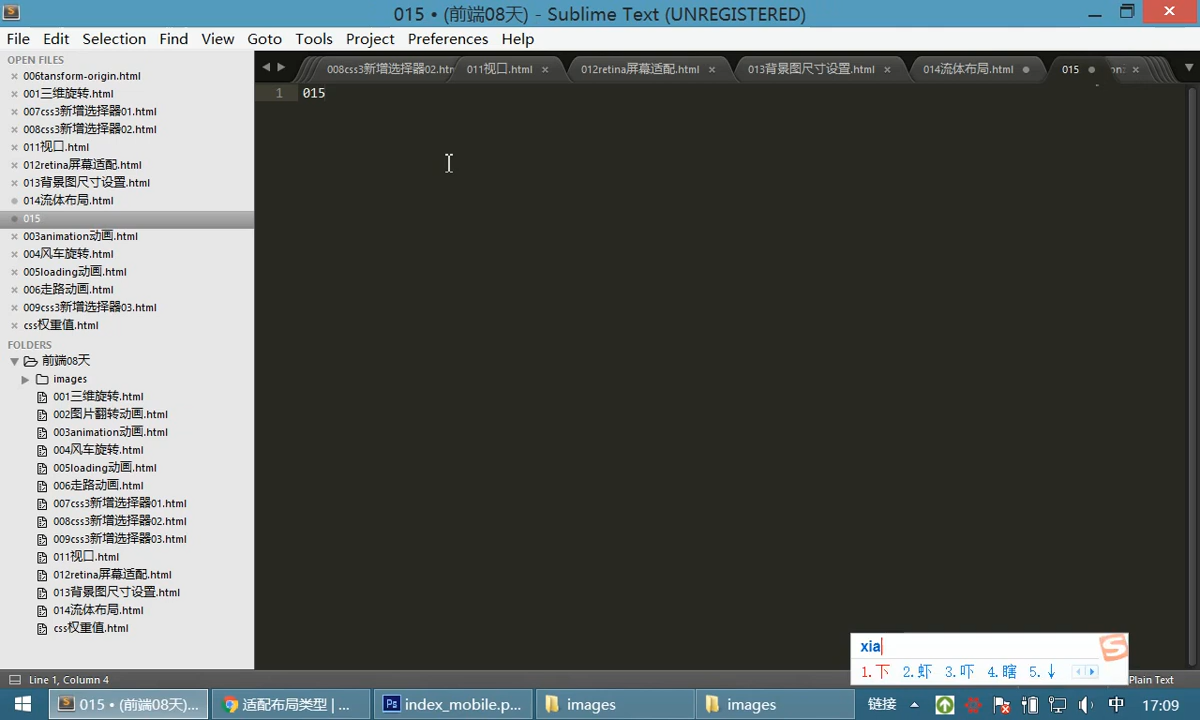 015 • (前端08天) - Sublime Text (UNREGISTERED)
File Edit Selection Find View Goto Tools Project Preferences Help
OPEN FILES
006tansform-origin.html
001三维旋转.html
007css3新增选择器01.html
008css3新增选择器02.html
011视口.html
012retina屏幕适配.html
013背景图尺寸设置.html
014流体布局.html
015
003animation动画.html
004风车旋转.html
005loading动画.html
006走路动画.html
009css3新增选择器03.html
css权重值.html
FOLDERS
前端08天
images
001三维旋转.html
002图片翻转动画.html
003animation动画.html
004风车旋转.html
005loading动画.html
006走路动画.html
007css3新增选择器01.html
008css3新增选择器02.html
009css3新增选择器03.html
011视口.html
012retina屏幕适配.html
013背景图尺寸设置.html
014流体布局.html
css权重值.html
008css3新增选择器02.htm 011视口.html 012retina屏幕适配.html 013背景图尺寸设置.html 014流体布局.html 015
1 015
xia
1.下 2.虾 3.吓 4.瞎 5.↓
Line 1, Column 4 Plain Text
015 • (前端08天)... 适配布局类型 | ... Ps index_mobile.p... images images 链接 中 17:09